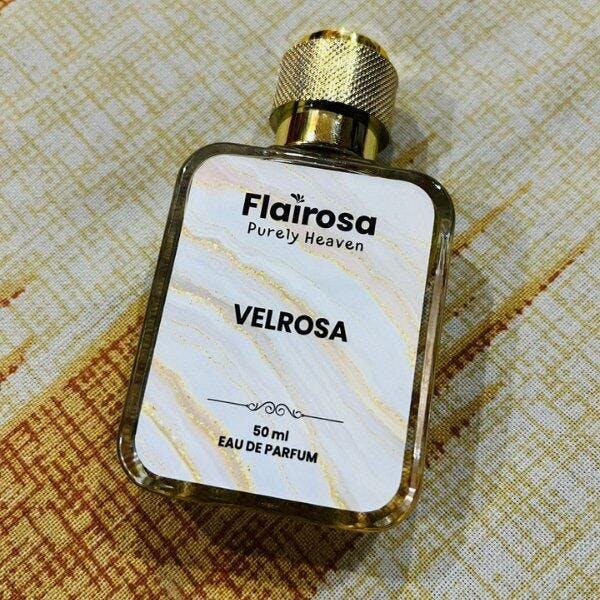 Flairosa
Purely Heaven
VELROSA
50 ml
EAU DE PARFUM